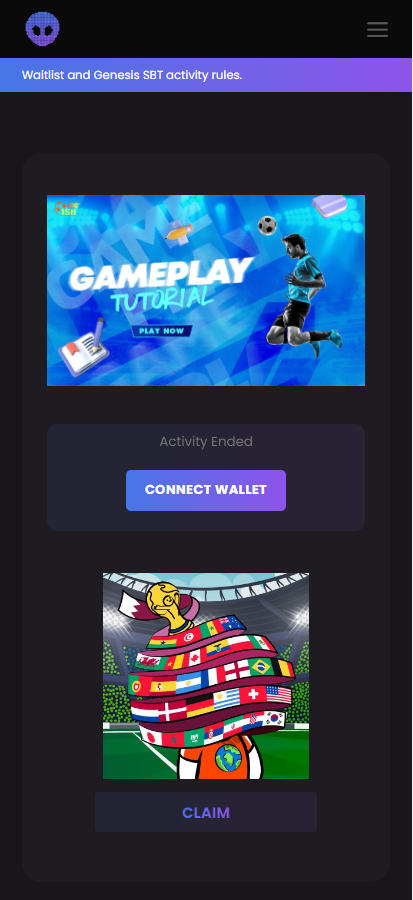 Waitlist and Genesis SBT activity rules.
GAMEPLAY
TUTORIAL
PLAY NOW
Activity Ended
CONNECT WALLET
CLAIM